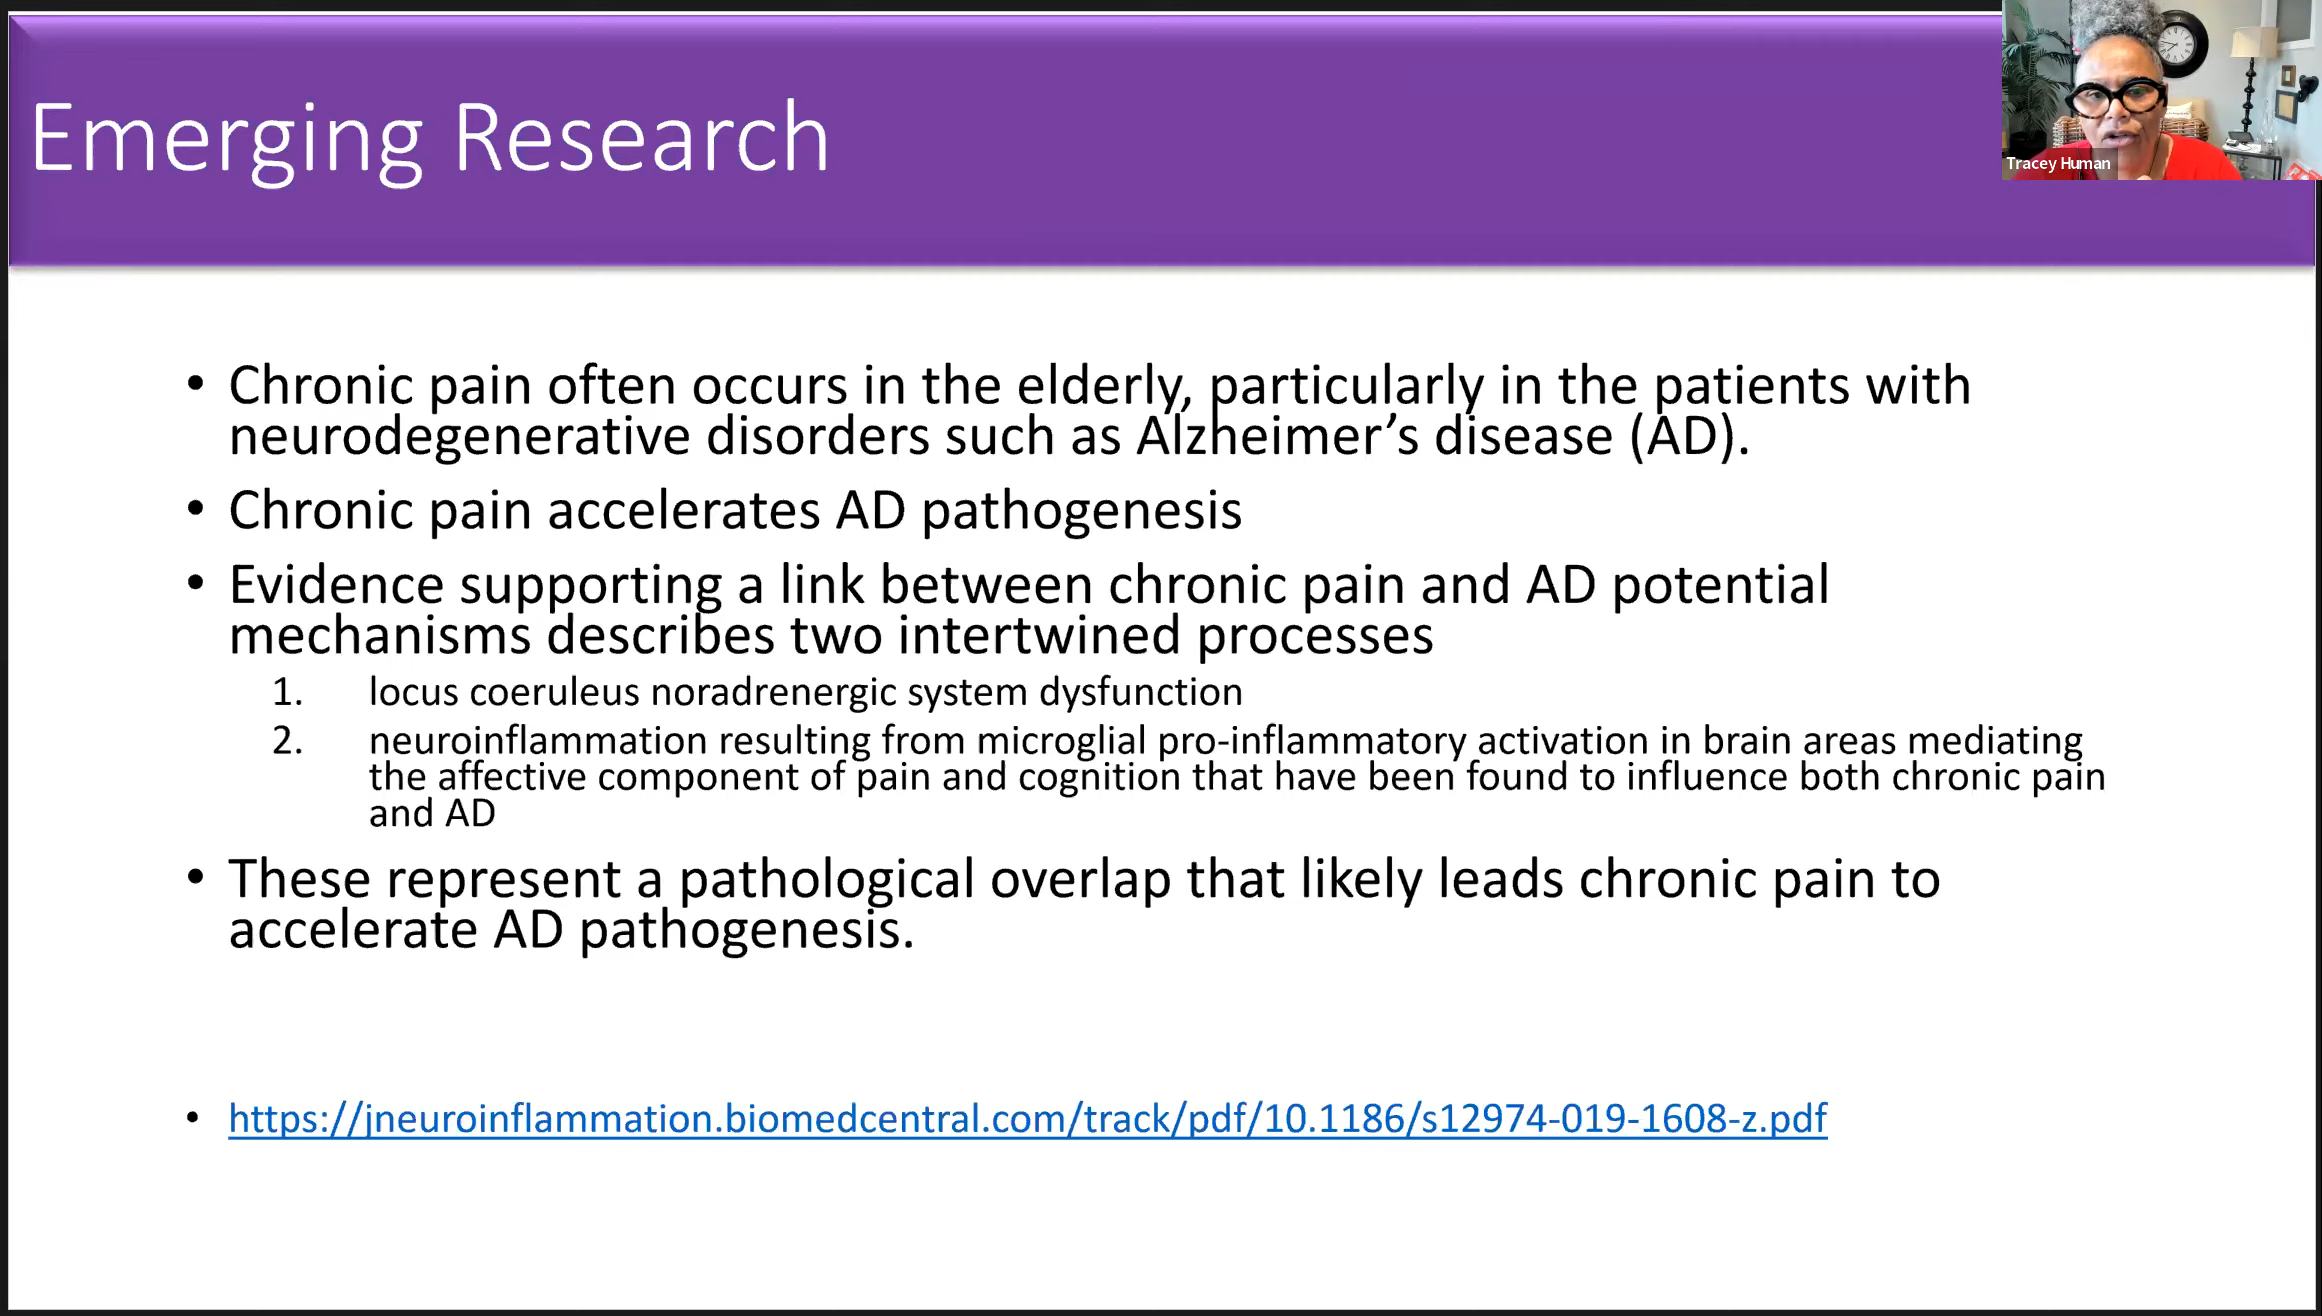 Emerging Research
Tracey Human
• Chronic pain often occurs in the elderly, particularly in the patients with
neurodegenerative disorders such as Alzheimer’s disease (AD).
• Chronic pain accelerates AD pathogenesis
• Evidence supporting a link between chronic pain and AD potential
mechanisms describes two intertwined processes
1. locus coeruleus noradrenergic system dysfunction
2. neuroinflammation resulting from microglial pro-inflammatory activation in brain areas mediating
the affective component of pain and cognition that have been found to influence both chronic pain
and AD
• These represent a pathological overlap that likely leads chronic pain to
accelerate AD pathogenesis.
• https://jneuroinflammation.biomedcentral.com/track/pdf/10.1186/s12974-019-1608-z.pdf